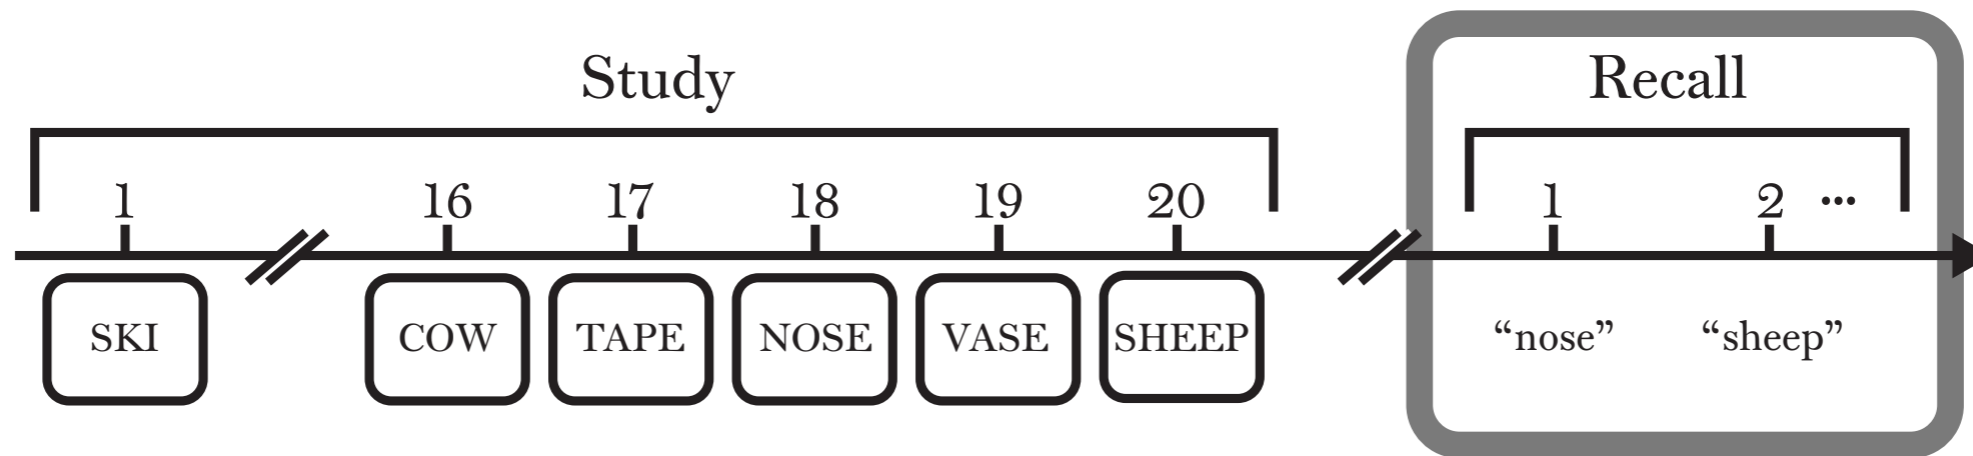 Study Recall
1 16 17 18 19 20 1 2 ...
SKI COW TAPE NOSE VASE SHEEP “nose” “sheep”